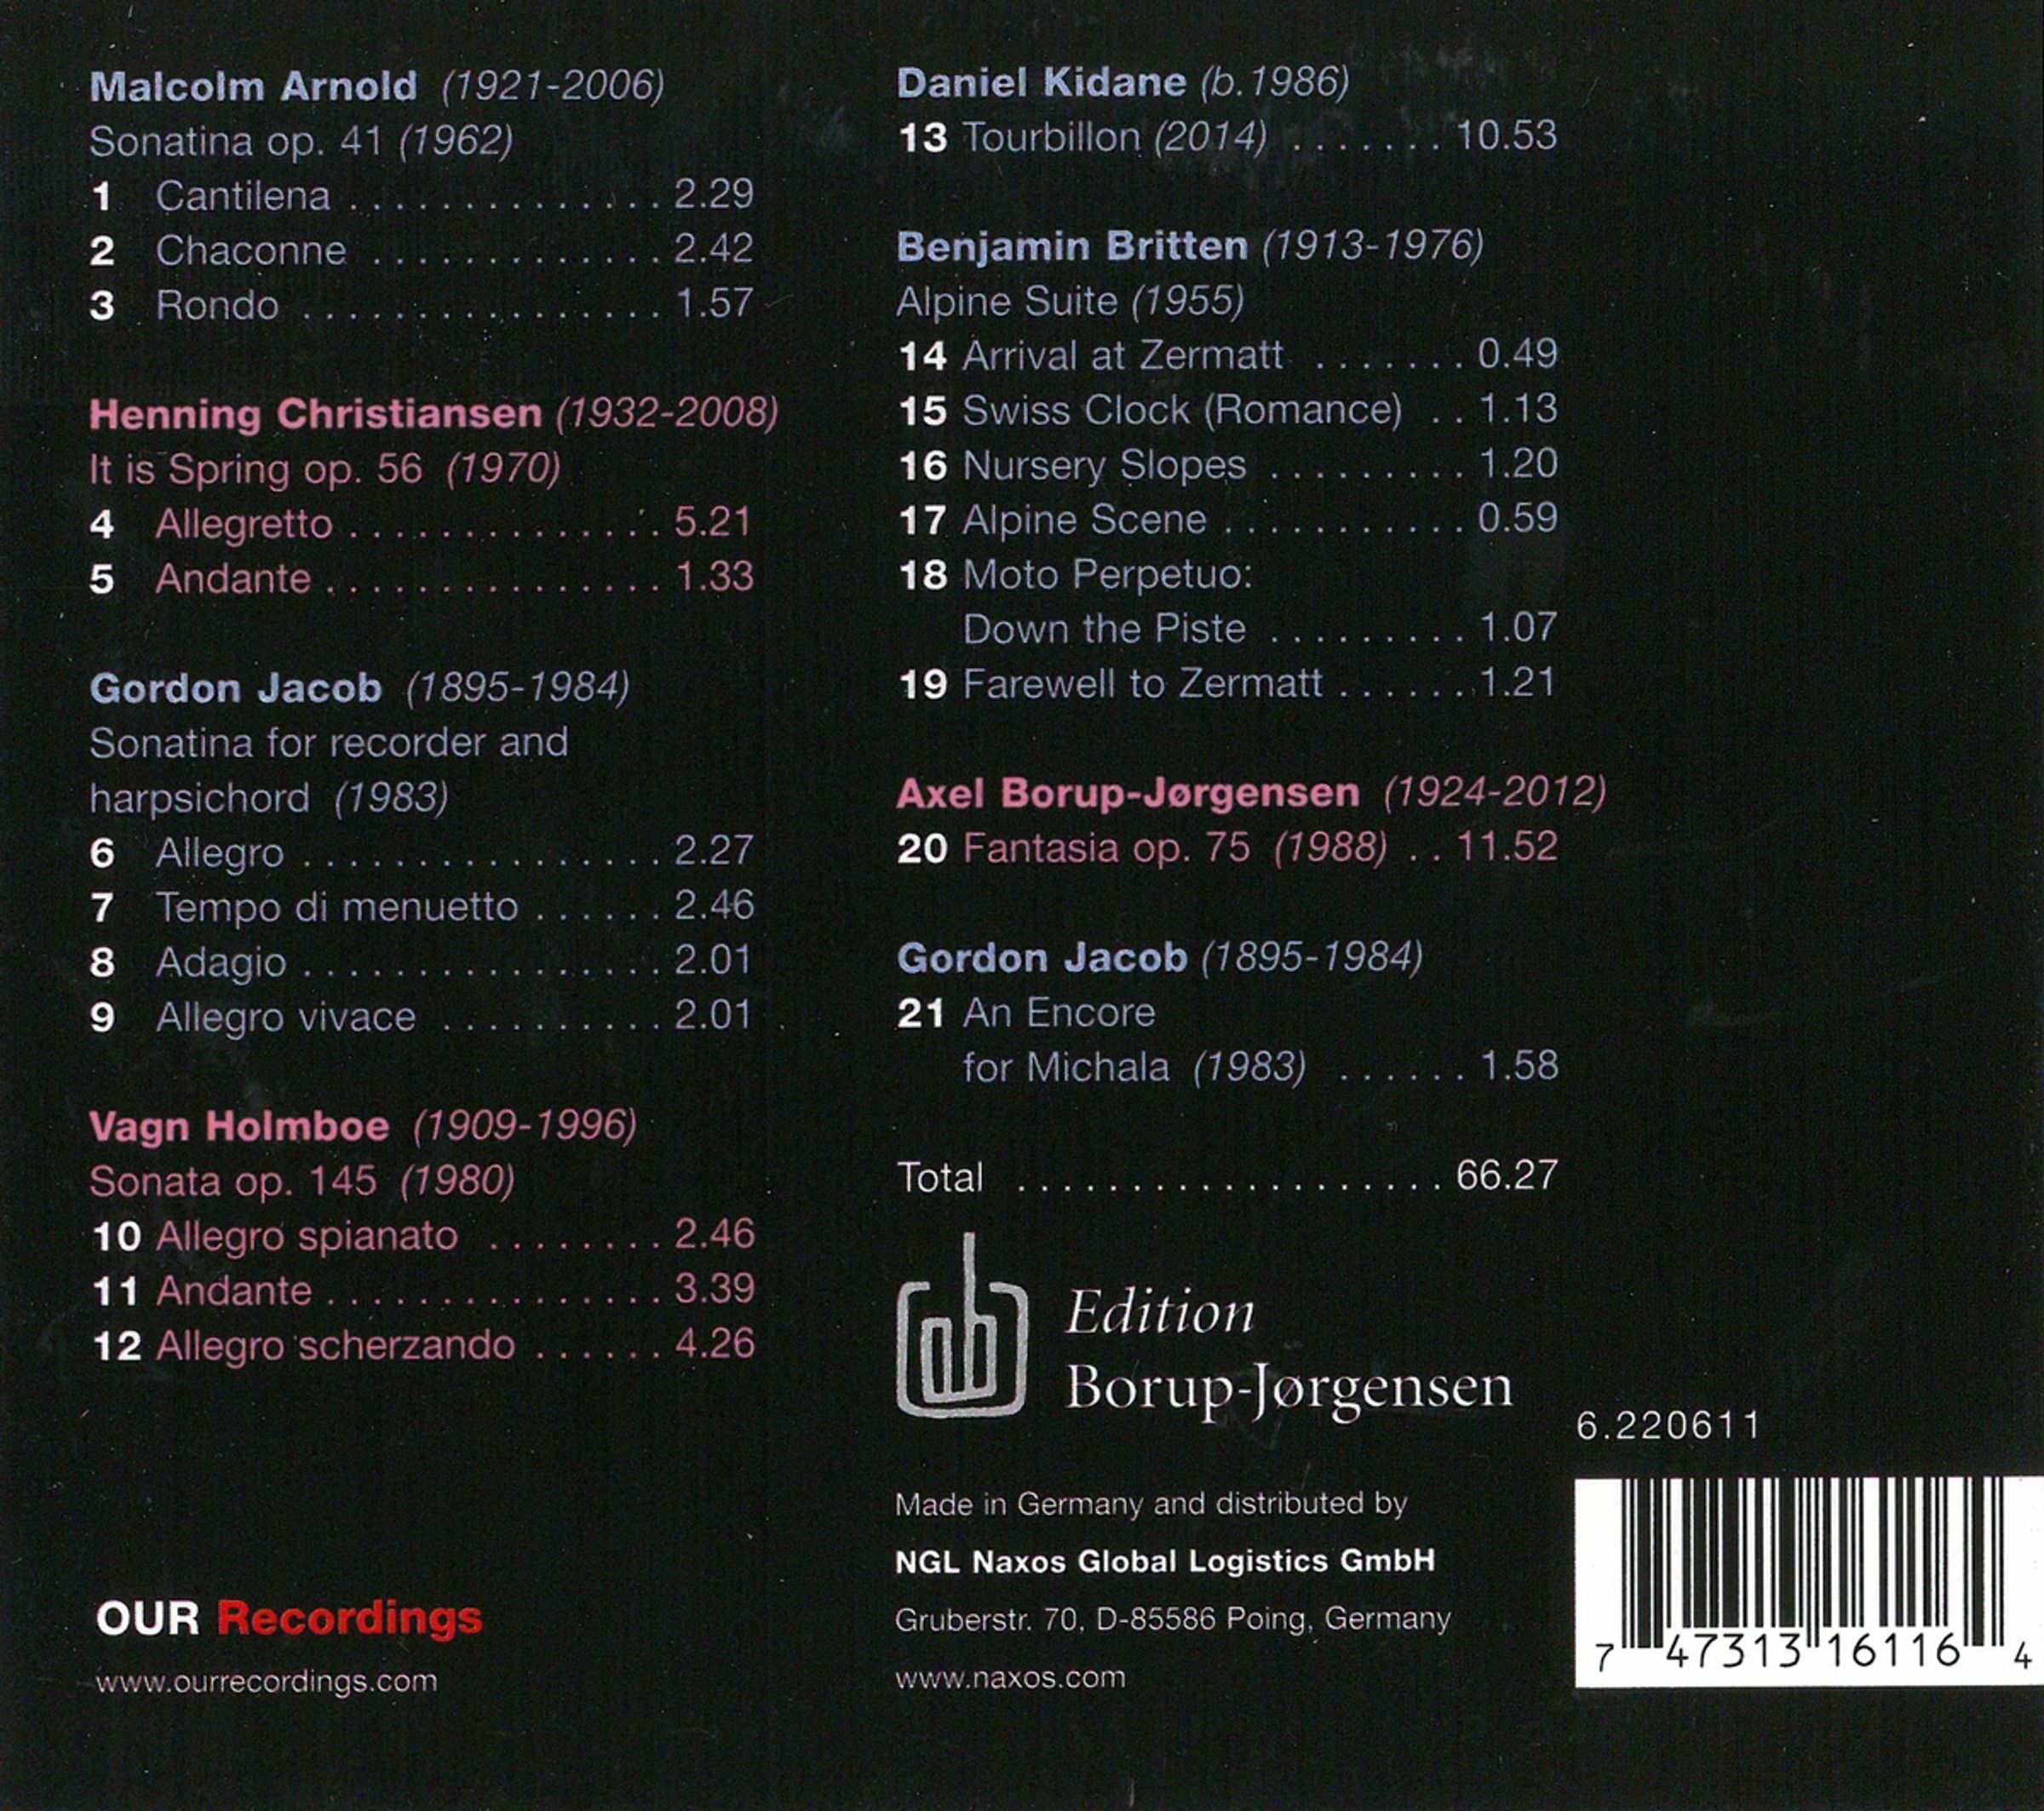 Malcolm Arnold (1921-2006)
Sonatina op. 41 (1962)
1 Cantilena . . . . . . . . . . . . . . 2.29
2 Chaconne . . . . . . . . . . . . . 2.42
3 Rondo . . . . . . . . . . . . . . . . 1.57
Henning Christiansen (1932-2008)
It is Spring op. 56 (1970)
4 Allegretto . . . . . . . . . . . . . . 5.21
5 Andante . . . . . . . . . . . . . . . 1.33
Gordon Jacob (1895-1984)
Sonatina for recorder and
harpsichord (1983)
6 Allegro . . . . . . . . . . . . . . . . 2.27
7 Tempo di menuetto . . . . . . 2.46
8 Adagio . . . . . . . . . . . . . . . . 2.01
9 Allegro vivace . . . . . . . . . . 2.01
Vagn Holmboe (1909-1996)
Sonata op. 145 (1980)
10 Allegro spianato . . . . . . . . 2.46
11 Andante . . . . . . . . . . . . . . . 3.39
12 Allegro scherzando . . . . . . 4.26
OUR Recordings
www.ourrecordings.com
Daniel Kidane (b.1986)
13 Tourbillon (2014) . . . . . . . 10.53
Benjamin Britten (1913-1976)
Alpine Suite (1955)
14 Arrival at Zermatt . . . . . . . 0.49
15 Swiss Clock (Romance) . . 1.13
16 Nursery Slopes . . . . . . . . . 1.20
17 Alpine Scene . . . . . . . . . . . 0.59
18 Moto Perpetuo:
Down the Piste . . . . . . . . . 1.07
19 Farewell to Zermatt . . . . . . 1.21
Axel Borup-Jørgensen (1924-2012)
20 Fantasia op. 75 (1988) . . 11.52
Gordon Jacob (1895-1984)
21 An Encore
for Michala (1983) . . . . . . 1.58
Total . . . . . . . . . . . . . . . . . . . 66.27
Edition
Borup-Jørgensen
Made in Germany and distributed by
NGL Naxos Global Logistics GmbH
Gruberstr. 70, D-85586 Poing, Germany
www.naxos.com
6.220611
7 47313 16116 4